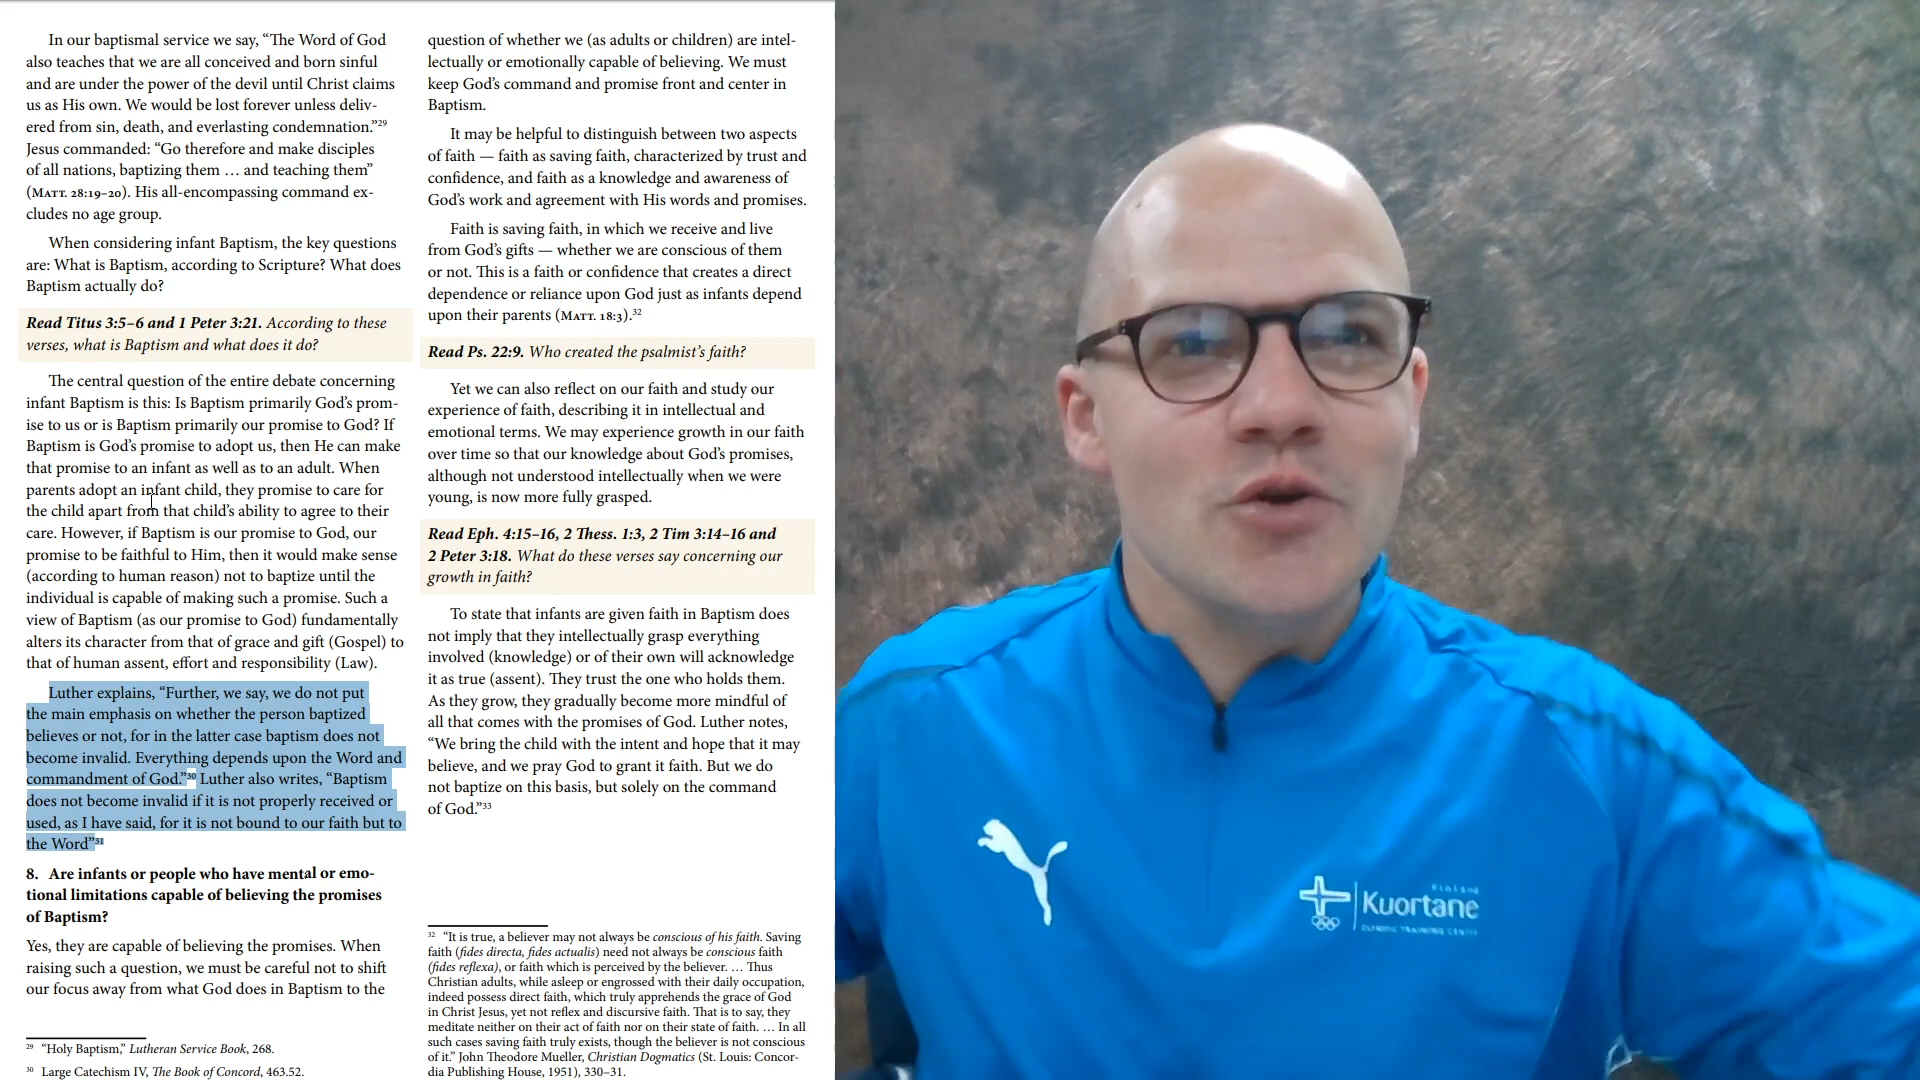 In our baptismal service we say, “The Word of God
also teaches that we are all conceived and born sinful
and are under the power of the devil until Christ claims
us as His own. We would be lost forever unless deliv-
ered from sin, death, and everlasting condemnation.”29
Jesus commanded: “Go therefore and make disciples
of all nations, baptizing them … and teaching them”
(Matt. 28:19–20). His all-encompassing command ex-
cludes no age group.
When considering infant Baptism, the key questions
are: What is Baptism, according to Scripture? What does
Baptism actually do?
Read Titus 3:5–6 and 1 Peter 3:21. According to these
verses, what is Baptism and what does it do?
The central question of the entire debate concerning
infant Baptism is this: Is Baptism primarily God’s prom-
ise to us or is Baptism primarily our promise to God? If
Baptism is God’s promise to adopt us, then He can make
that promise to an infant as well as to an adult. When
parents adopt an infant child, they promise to care for
the child apart from that child’s ability to agree to their
care. However, if Baptism is our promise to God, our
promise to be faithful to Him, then it would make sense
(according to human reason) not to baptize until the
individual is capable of making such a promise. Such a
view of Baptism (as our promise to God) fundamentally
alters its character from that of grace and gift (Gospel) to
that of human assent, effort and responsibility (Law).
Luther explains, “Further, we say, we do not put
the main emphasis on whether the person baptized
believes or not, for in the latter case baptism does not
become invalid. Everything depends upon the Word and
commandment of God.”30 Luther also writes, “Baptism
does not become invalid if it is not properly received or
used, as I have said, for it is not bound to our faith but to
the Word”31
8. Are infants or people who have mental or emo-
tional limitations capable of believing the promises
of Baptism?
Yes, they are capable of believing the promises. When
raising such a question, we must be careful not to shift
our focus away from what God does in Baptism to the
29 “Holy Baptism,” Lutheran Service Book, 268.
30 Large Catechism IV, The Book of Concord, 463.52.
question of whether we (as adults or children) are intel-
lectually or emotionally capable of believing. We must
keep God’s command and promise front and center in
Baptism.
It may be helpful to distinguish between two aspects
of faith — faith as saving faith, characterized by trust and
confidence, and faith as a knowledge and awareness of
God’s work and agreement with His words and promises.
Faith is saving faith, in which we receive and live
from God’s gifts — whether we are conscious of them
or not. This is a faith or confidence that creates a direct
dependence or reliance upon God just as infants depend
upon their parents (Matt. 18:3).32
Read Ps. 22:9. Who created the psalmist’s faith?
Yet we can also reflect on our faith and study our
experience of faith, describing it in intellectual and
emotional terms. We may experience growth in our faith
over time so that our knowledge about God’s promises,
although not understood intellectually when we were
young, is now more fully grasped.
Read Eph. 4:15–16, 2 Thess. 1:3, 2 Tim 3:14–16 and
2 Peter 3:18. What do these verses say concerning our
growth in faith?
To state that infants are given faith in Baptism does
not imply that they intellectually grasp everything
involved (knowledge) or of their own will acknowledge
it as true (assent). They trust the one who holds them.
As they grow, they gradually become more mindful of
all that comes with the promises of God. Luther notes,
“We bring the child with the intent and hope that it may
believe, and we pray God to grant it faith. But we do
not baptize on this basis, but solely on the command
of God.”33
32 “It is true, a believer may not always be conscious of his faith. Saving
faith (fides directa, fides actualis) need not always be conscious faith
(fides reflexa), or faith which is perceived by the believer. … Thus
Christian adults, while asleep or engrossed with their daily occupation,
indeed possess direct faith, which truly apprehends the grace of God
in Christ Jesus, yet not reflex and discursive faith. That is to say, they
meditate neither on their act of faith nor on their state of faith. … In all
such cases saving faith truly exists, though the believer is not conscious
of it.” John Theodore Mueller, Christian Dogmatics (St. Louis: Concor-
dia Publishing House, 1951), 330–31.
Finland
Kuortane
OLYMPIC TRAINING CENTER